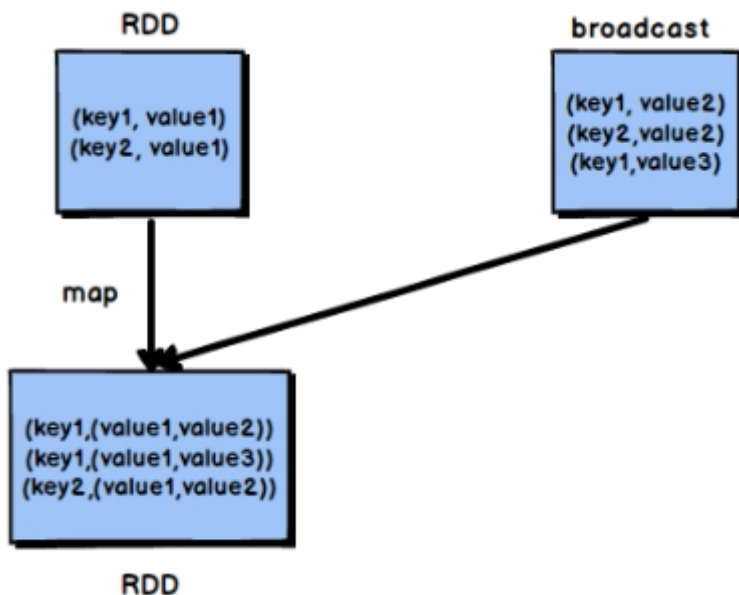 RDD
(key1, value1)
(key2, value1)
broadcast
(key1, value2)
(key2,value2)
(key1,value3)
map
(key1,(value1,value2))
(key1,(value1,value3))
(key2,(value1,value2))
RDD